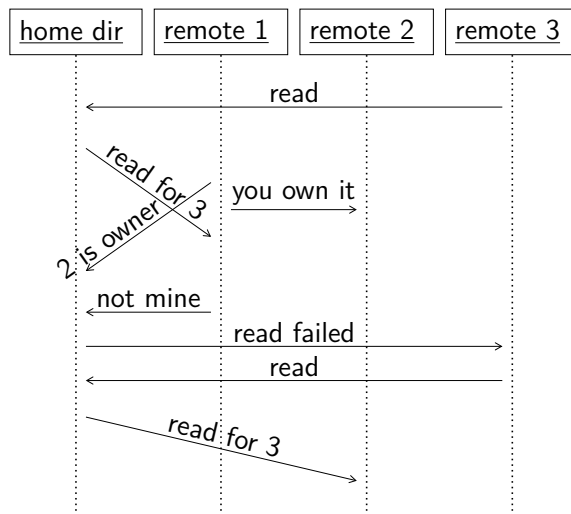 home dir
remote 1
remote 2
remote 3
read
read for 3
you own it
2 is owner
not mine
read failed
read
read for 3